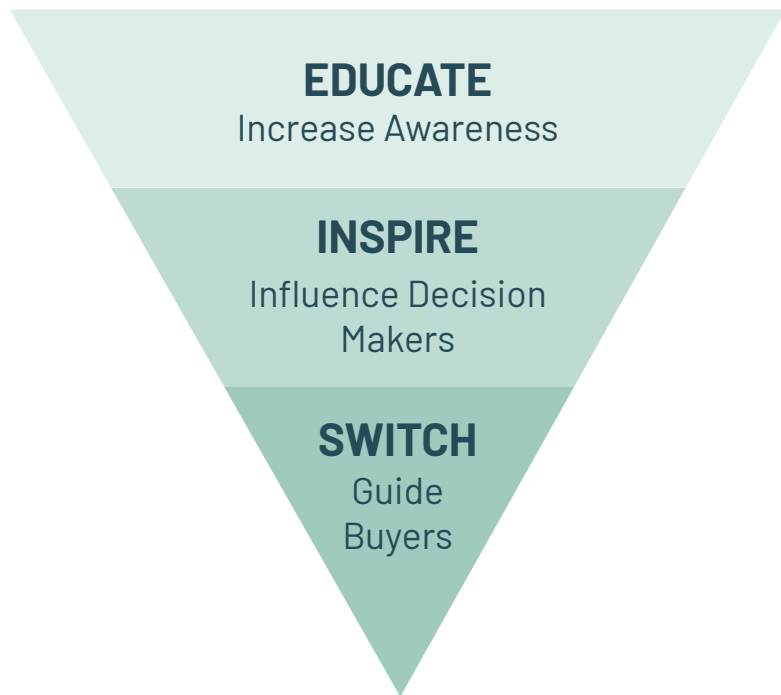 EDUCATE
Increase Awareness
INSPIRE
Influence Decision
Makers
SWITCH
Guide
Buyers